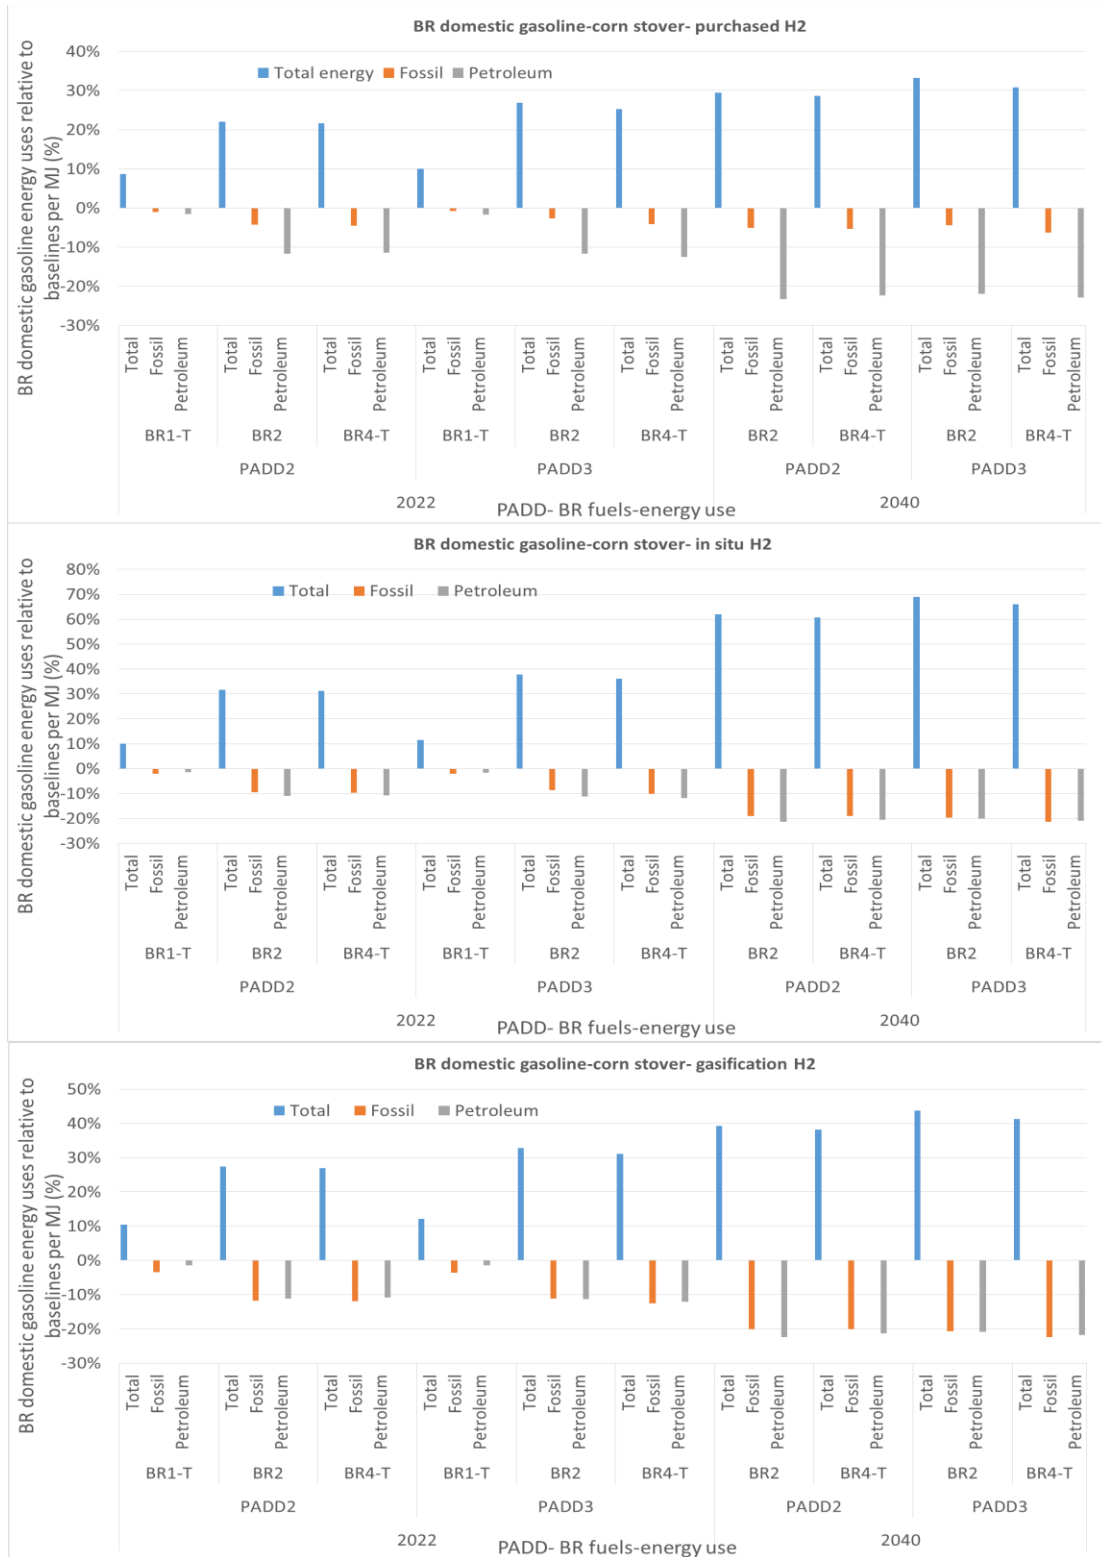 BR domestic gasoline-corn stover- purchased H2
BR domestic gasoline energy uses relative to
baselines per MJ (%)
40%
30%
20%
10%
0%
-10%
-20%
-30%
Total energy Fossil Petroleum
Total Fossil Petroleum Total Fossil Petroleum Total Fossil Petroleum Total Fossil Petroleum Total Fossil Petroleum Total Fossil Petroleum Total Fossil Petroleum Total Fossil Petroleum Total Fossil Petroleum Total Fossil Petroleum
BR1-T BR2 BR4-T BR1-T BR2 BR4-T BR2 BR4-T BR2 BR4-T
PADD2 PADD3 PADD2 PADD3
2022 2040
PADD- BR fuels-energy use
BR domestic gasoline-corn stover- in situ H2
BR domestic gasoline energy uses relative to
baselines per MJ (%)
80%
70%
60%
50%
40%
30%
20%
10%
0%
-10%
-20%
-30%
Total Fossil Petroleum
Total Fossil Petroleum Total Fossil Petroleum Total Fossil Petroleum Total Fossil Petroleum Total Fossil Petroleum Total Fossil Petroleum Total Fossil Petroleum Total Fossil Petroleum Total Fossil Petroleum Total Fossil Petroleum
BR1-T BR2 BR4-T BR1-T BR2 BR4-T BR2 BR4-T BR2 BR4-T
PADD2 PADD3 PADD2 PADD3
2022 2040
PADD- BR fuels-energy use
BR domestic gasoline-corn stover- gasification H2
BR domestic gasoline energy uses relative to
baselines per MJ (%)
50%
40%
30%
20%
10%
0%
-10%
-20%
-30%
Total Fossil Petroleum
Total Fossil Petroleum Total Fossil Petroleum Total Fossil Petroleum Total Fossil Petroleum Total Fossil Petroleum Total Fossil Petroleum Total Fossil Petroleum Total Fossil Petroleum Total Fossil Petroleum Total Fossil Petroleum
BR1-T BR2 BR4-T BR1-T BR2 BR4-T BR2 BR4-T BR2 BR4-T
PADD2 PADD3 PADD2 PADD3
2022 2040
PADD- BR fuels-energy use